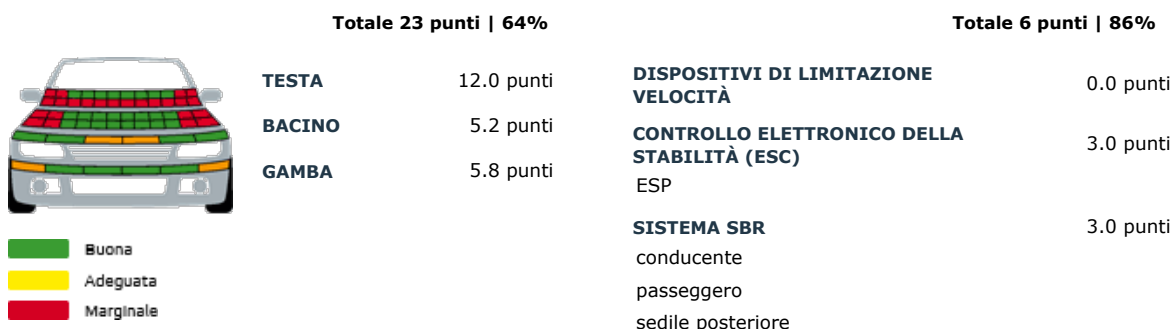 Totale 23 punti | 64%
TESTA 12.0 punti
BACINO 5.2 punti
GAMBA 5.8 punti
Buona
Adeguata
Marginale
Totale 6 punti | 86%
DISPOSITIVI DI LIMITAZIONE
VELOCITÀ 0.0 punti
CONTROLLO ELETTRONICO DELLA
STABILITÀ (ESC) 3.0 punti
ESP
SISTEMA SBR 3.0 punti
conducente
passeggero
sedile posteriore